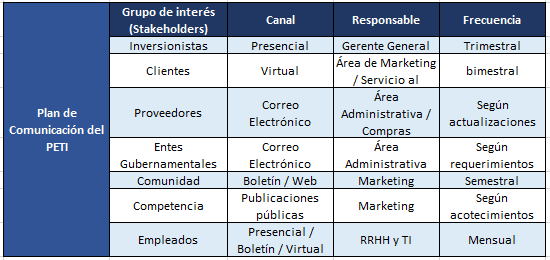 Grupo de interés
(Stakeholders)
Canal
Responsable
Frecuencia
Plan de
Comunicación del
PETI
Inversionistas
Presencial
Gerente General
Trimestral
Clientes
Virtual
Área de Marketing
/ Servicio al
bimestral
Proveedores
Correo
Electrónico
Área
Administrativa /
Compras
Según
actualizaciones
Entes
Gubernamentales
Correo
Electrónico
Área
Administrativa
Según
requerimientos
Comunidad
Boletín / Web
Marketing
Semestral
Competencia
Publicaciones
públicas
Marketing
Según
acotecimientos
Empleados
Presencial /
Boletín / Virtual
RRHH y TI
Mensual